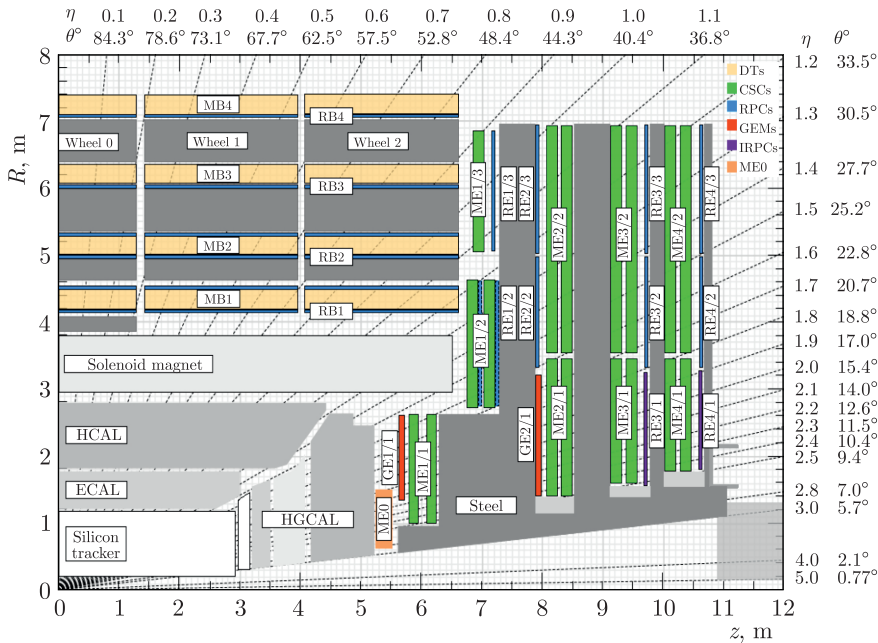 η 0.1 0.2 0.3 0.4 0.5 0.6 0.7 0.8 0.9 1.0 1.1
θ° 84.3° 78.6° 73.1° 67.7° 62.5° 57.5° 52.8° 48.4° 44.3° 40.4° 36.8° η θ°
8
7
6
5
4
3
2
1
0
R, m
1.2 33.5°
1.3 30.5°
1.4 27.7°
1.5 25.2°
1.6 22.8°
1.7 20.7°
1.8 18.8°
1.9 17.0°
2.0 15.4°
2.1 14.0°
2.2 12.6°
2.3 11.5°
2.4 10.4°
2.5 9.4°
2.8 7.0°
3.0 5.7°
4.0 2.1°
5.0 0.77°
DTs
CSCs
RPCs
GEMs
IRPCs
ME0
MB4
RB4
Wheel 0 Wheel 1 Wheel 2
MB3
RB3
MB2
RB2
MB1
RB1
Solenoid magnet
HCAL
ECAL
HGCAL
Silicon
tracker
Steel
ME0
GE1/1
ME1/1
ME1/2
ME1/3
RE1/3
RE2/3
RE1/2
RE2/2
GE2/1
ME2/2
ME2/1
ME3/2
ME3/1
RE3/3
RE3/2
RE3/1
ME4/2
ME4/1
RE4/3
RE4/2
RE4/1
0 1 2 3 4 5 6 7 8 9 10 11 12
z, m